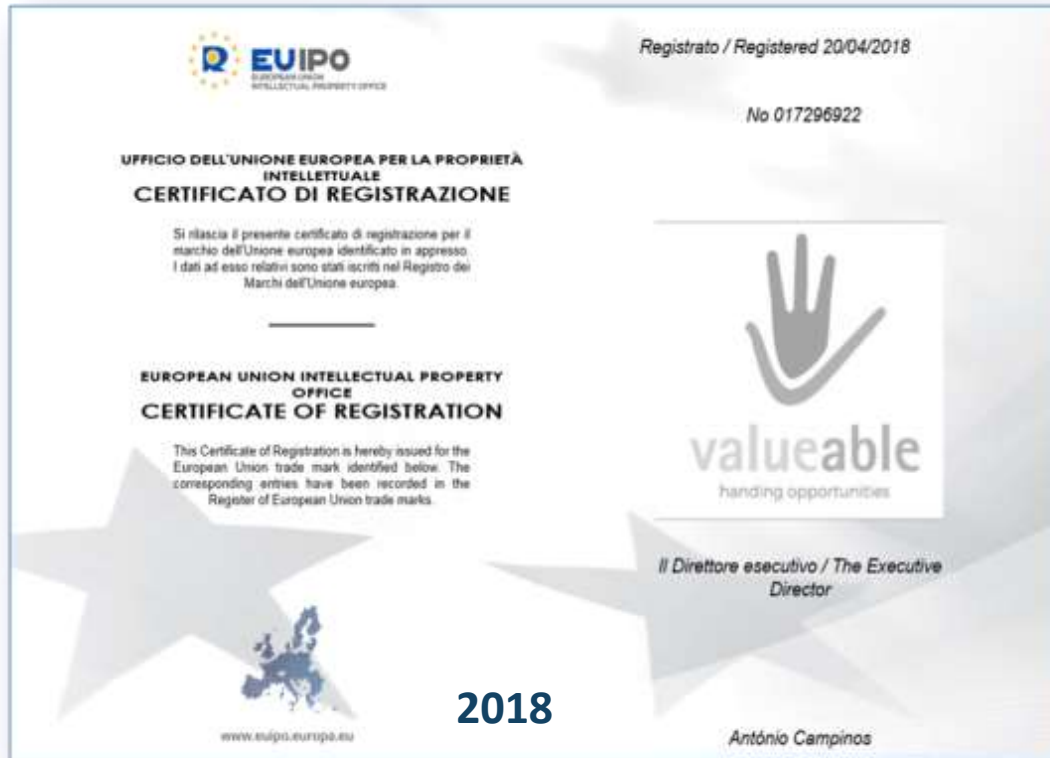 EUIPO
EUROPEAN UNION
INTELLECTUAL PROPERTY OFFICE
UFFICIO DELL'UNIONE EUROPEA PER LA PROPRIETÀ
INTELLETTUALE
CERTIFICATO DI REGISTRAZIONE
Si rilascia il presente certificato di registrazione per il
marchio dell'Unione europea identificato in appresso.
I dati ad esso relativi sono stati iscritti nel Registro dei
Marchi dell'Unione europea.
EUROPEAN UNION INTELLECTUAL PROPERTY
OFFICE
CERTIFICATE OF REGISTRATION
This Certificate of Registration is hereby issued for the
European Union trade mark identified below. The
corresponding entries have been recorded in the
Register of European Union trade marks.
www.euipo.europa.eu
2018
Registrato / Registered 20/04/2018
No 017296922
valueable
handing opportunities
Il Direttore esecutivo / The Executive
Director
António Campinos